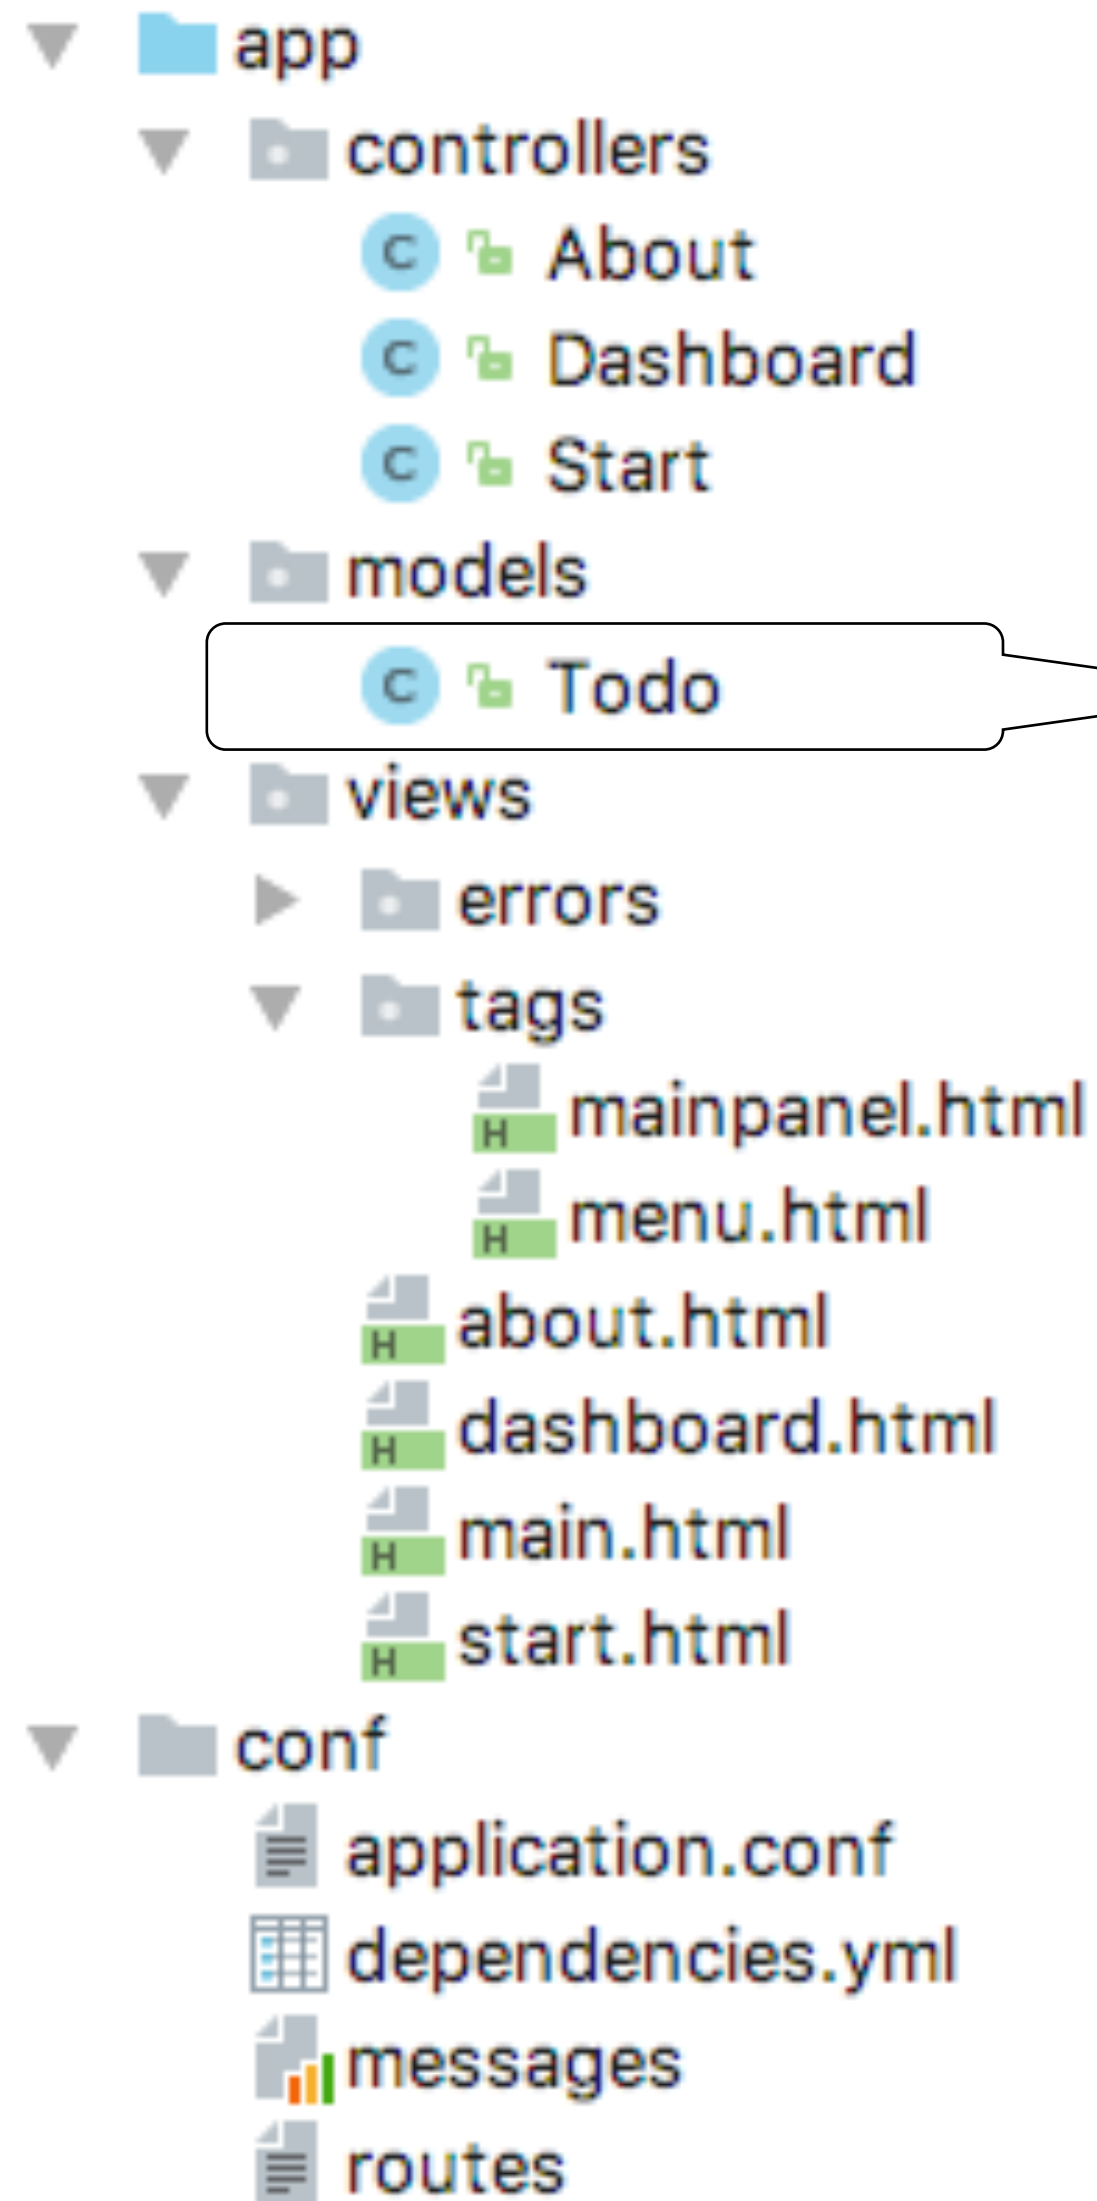 app
controllers
C About
C Dashboard
C Start
models
C Todo
views
errors
tags
H mainpanel.html
H menu.html
H about.html
H dashboard.html
H main.html
H start.html
conf
application.conf
dependencies.yml
messages
routes